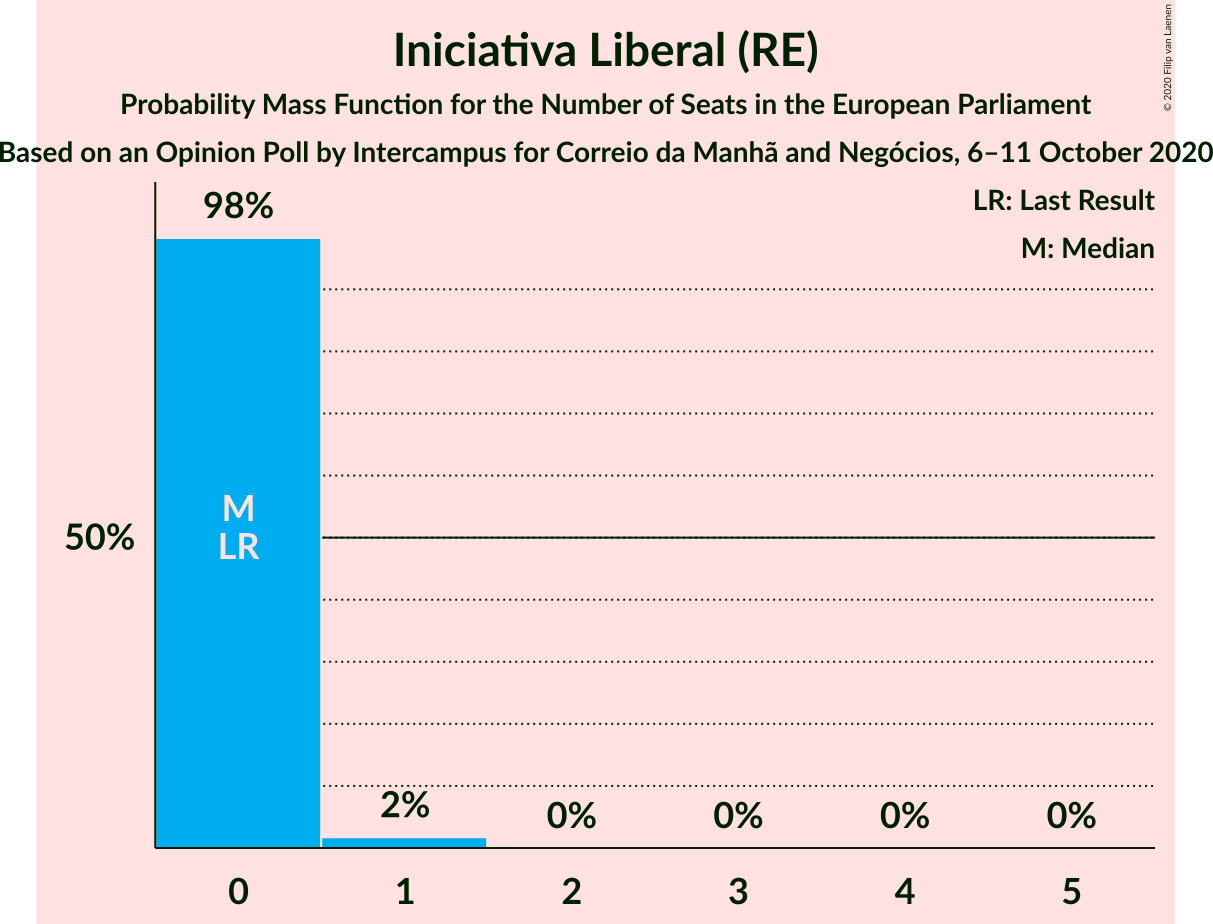 Iniciativa Liberal (RE)
Probability Mass Function for the Number of Seats in the European Parliament
Based on an Opinion Poll by Intercampus for Correio da Manhã and Negócios, 6–11 October 2020
© 2020 Filip van Laenen
LR: Last Result
M: Median
98%
M
LR
50%
2%
0%
0%
0%
0%
0
1
2
3
4
5